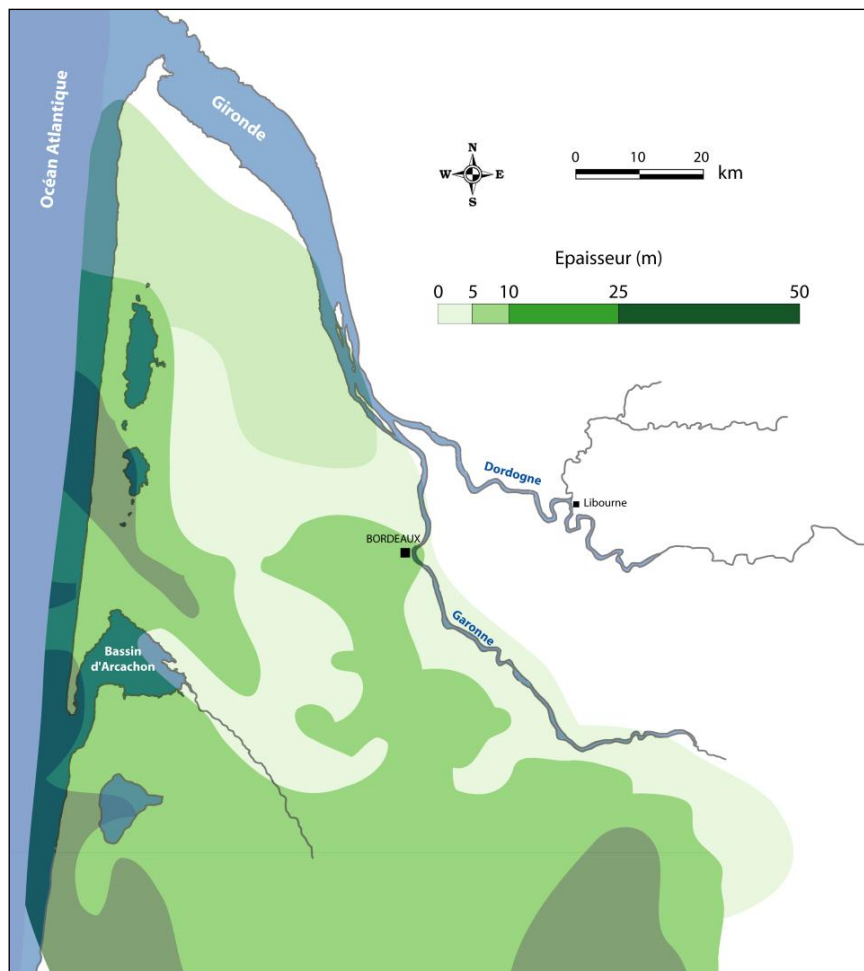 Océan Atlantique
Gironde
N
W E
S
0 10 20
km
Epaisseur (m)
0 5 10 25 50
Dordogne
Libourne
BORDEAUX
Garonne
Bassin
d'Arcachon